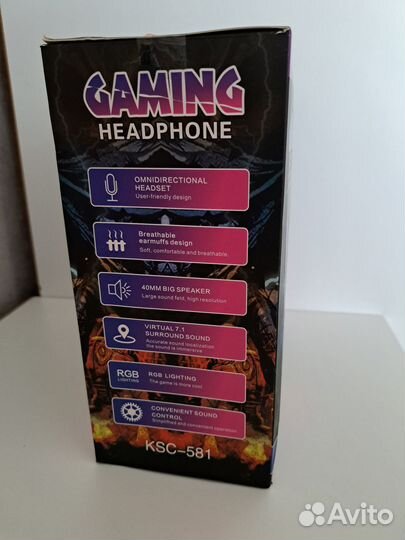 GAMING
HEADPHONE
OMNIDIRECTIONAL
HEADSET
User-friendly design
Breathable
earmuffs design
Soft, comfortable and breathable.
40MM BIG SPEAKER
Large sound feld, high resolution
VIRTUAL 7.1
SURROUND SOUND
Accurate sound localization
the sound is immersive
RGB
LIGHTING
RGB LIGHTING
The game is more cool
CONVENIENT SOUND
CONTROL
Simplified and convenient operation
KSC-581
Avito